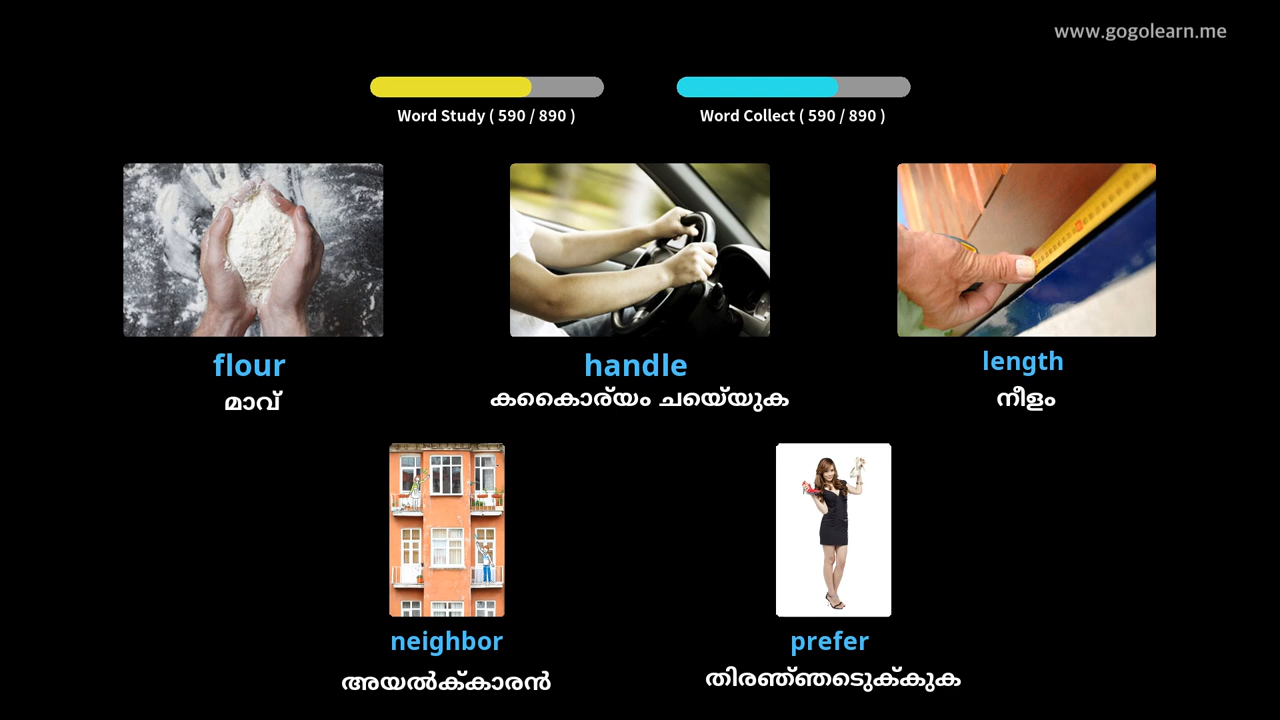 www.gogolearn.me
Word Study ( 590 / 890 )
Word Collect ( 590 / 890 )
flour
മാവ്
handle
കൈകാര്യം ചെയ്യുക
length
നീളം
neighbor
അയൽക്കാരൻ
prefer
തിരഞ്ഞെടുക്കുക